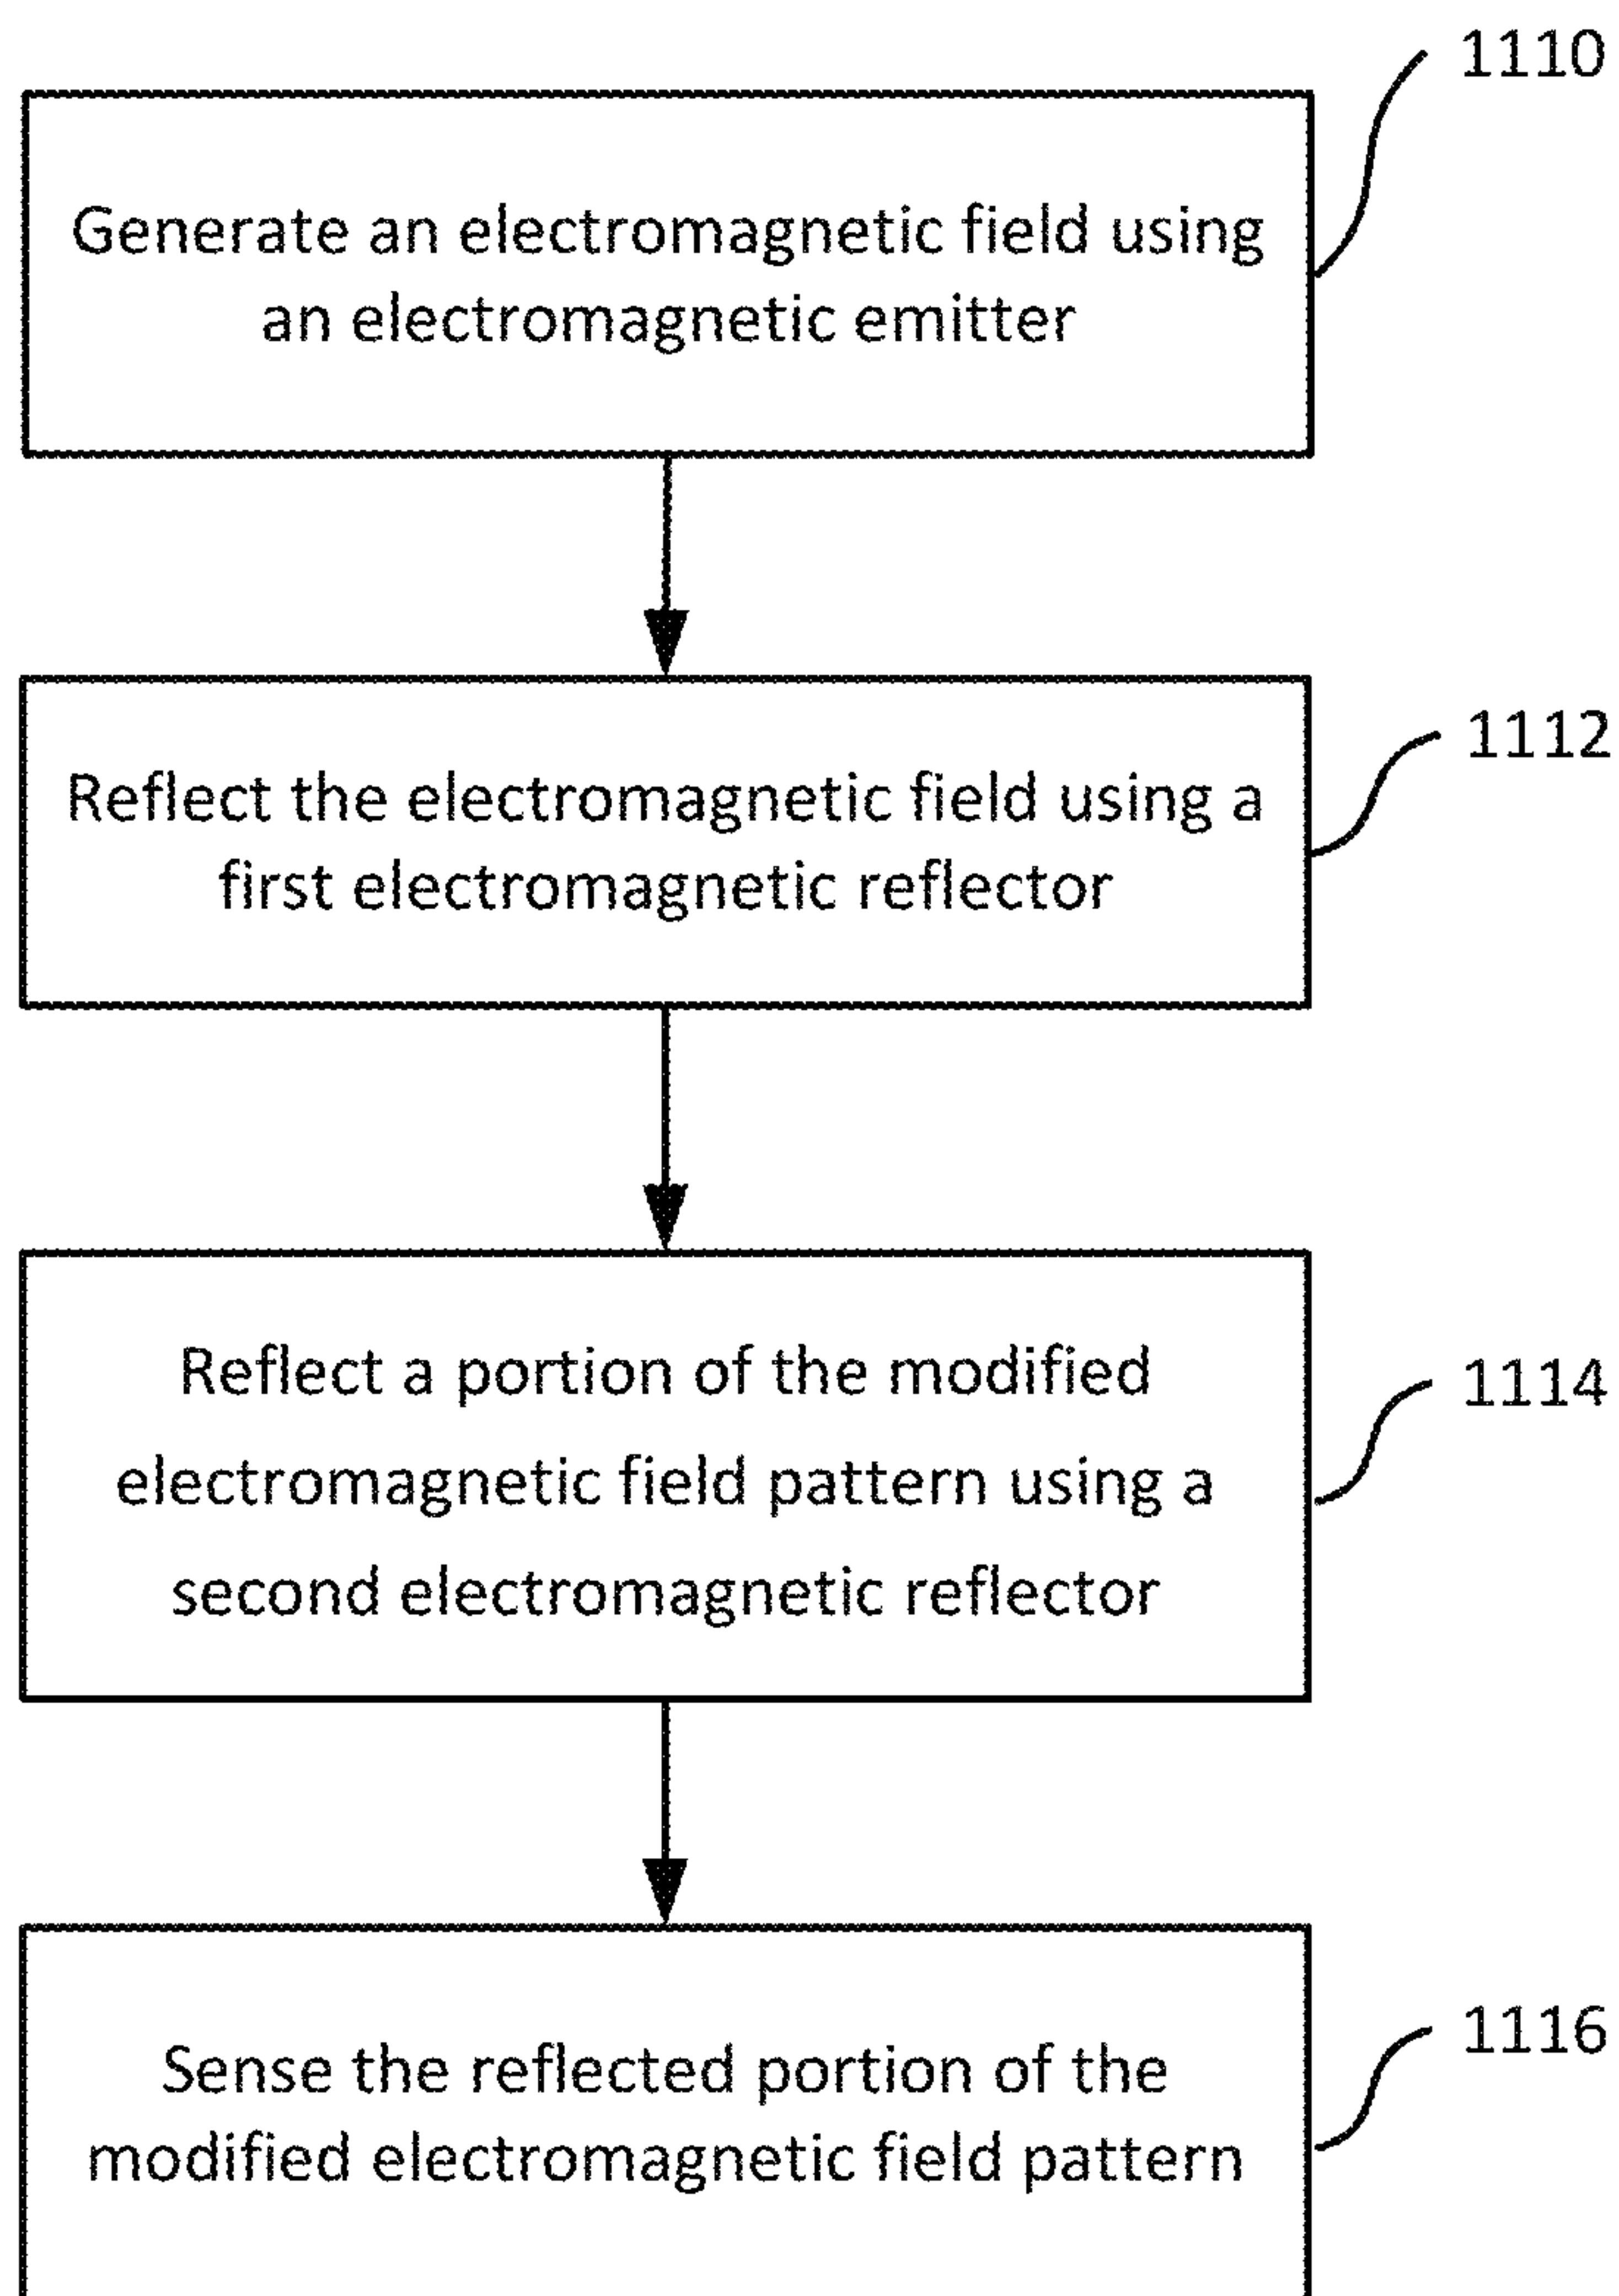 1110
Generate an electromagnetic field using
an electromagnetic emitter
1112
Reflect the electromagnetic field using a
first electromagnetic reflector
1114
Reflect a portion of the modified
electromagnetic field pattern using a
second electromagnetic reflector
1116
Sense the reflected portion of the
modified electromagnetic field pattern